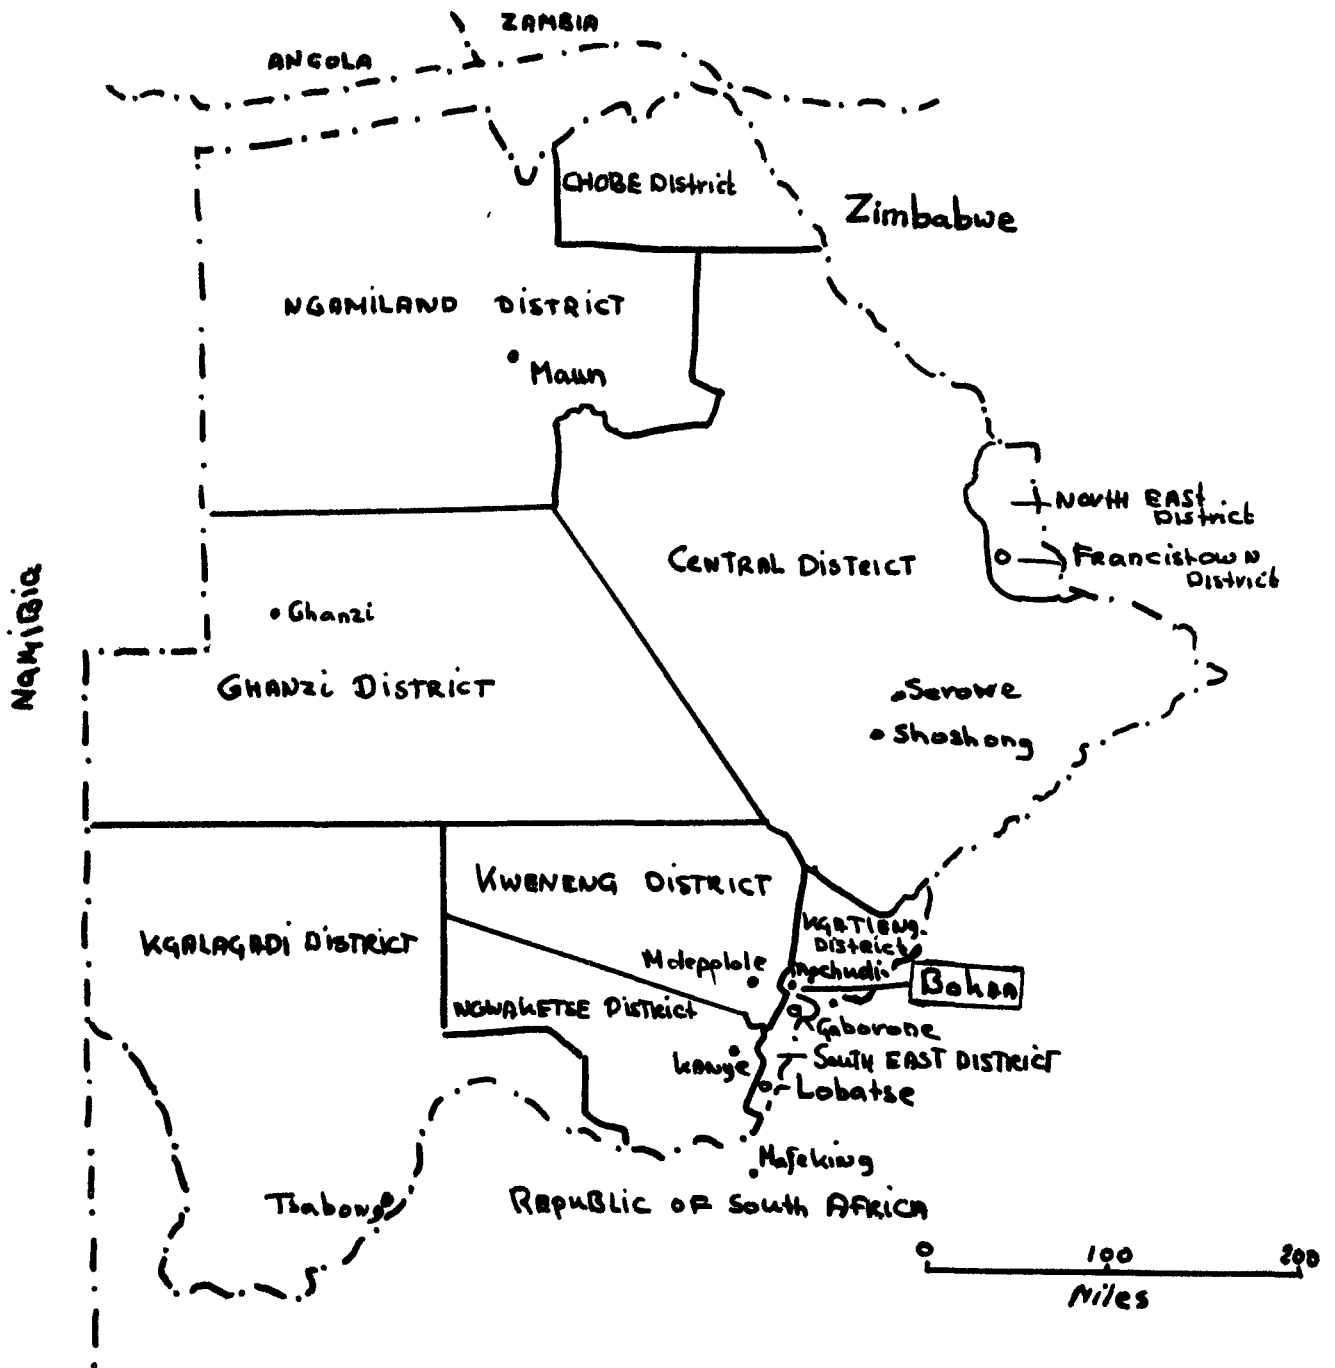 ZAMBIA
ANGOLA
CHOBE District
Zimbabwe
NGAMILAND DISTRICT
Maun
NORTH EAST
District
CENTRAL DISTRICT
Francistown
District
Namibia
Ghanzi
GHANZI DISTRICT
Serowe
Shoshong
KWENENG DISTRICT
KGATLENG
DISTRICT
KGALAGADI DISTRICT
Molepolole
Mochudi
Bokaa
NGWAKETSE DISTRICT
Gaborone
Kanye
South EAST DISTRICT
Lobatse
Mafeking
Tsabong
REPUBLIC OF South AFRICA
0 100 200
Miles